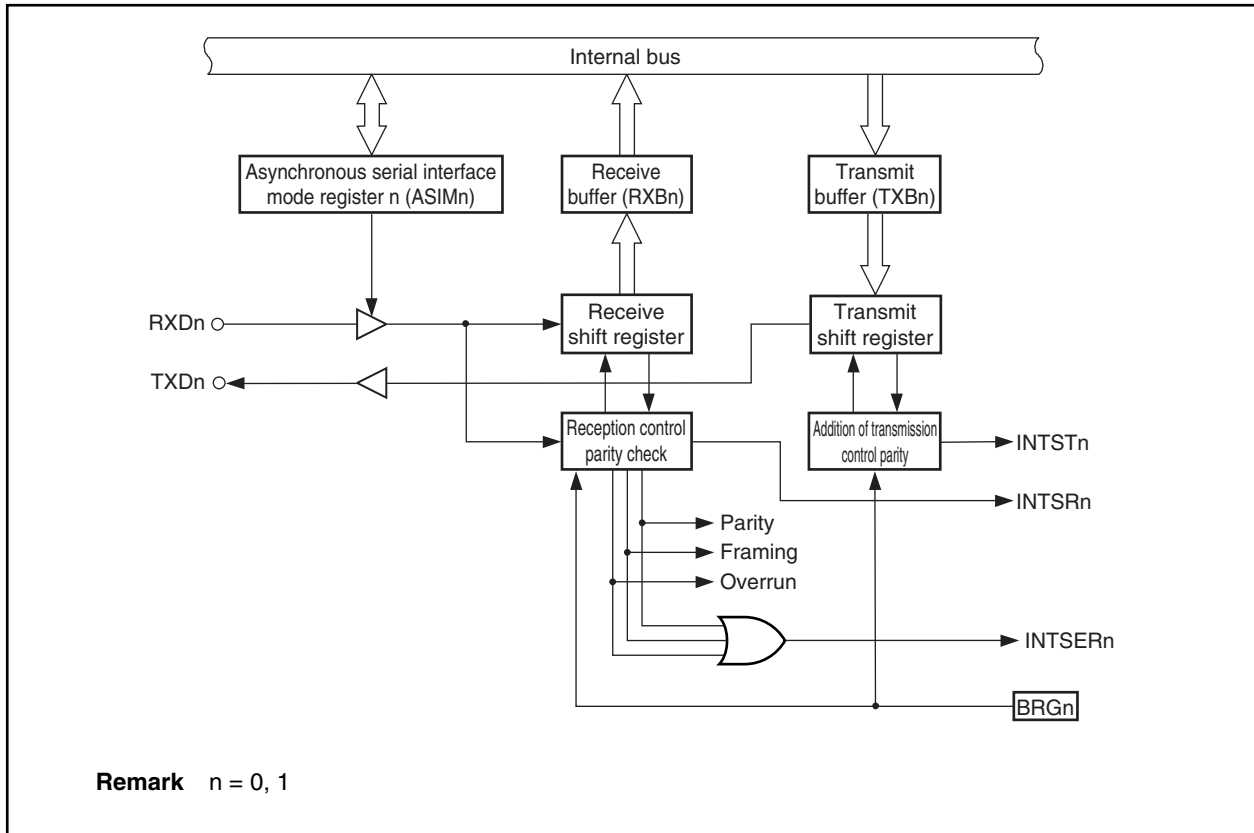 Internal bus
Asynchronous serial interface
mode register n (ASIMn)
Receive
buffer (RXBn)
Transmit
buffer (TXBn)
RXDn
Receive
shift register
Transmit
shift register
TXDn
Reception control
parity check
Addition of transmission
control parity
INTSTn
INTSRn
Parity
Framing
Overrun
INTSERn
BRGn
Remark n = 0, 1